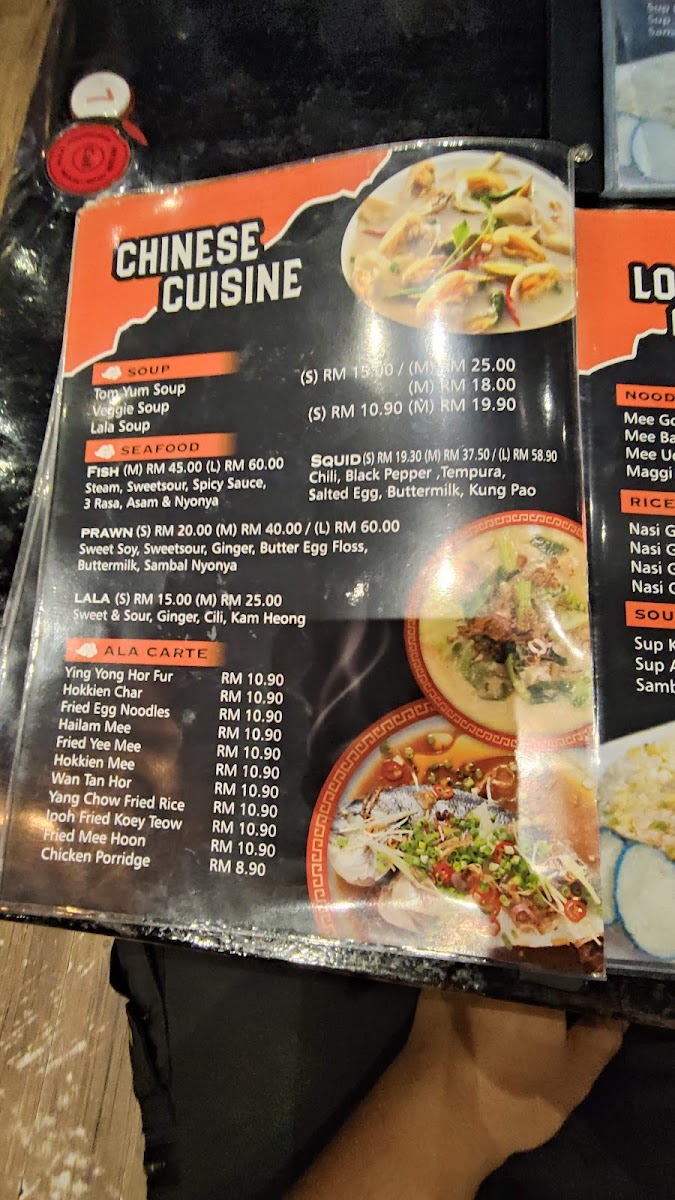 CHINESE
CUISINE
SOUP
Tom Yum Soup (S) RM 15.00 / (M) RM 25.00
Veggie Soup (M) RM 18.00
Lala Soup (S) RM 10.90 (M) RM 19.90
SEAFOOD
FISH (M) RM 45.00 (L) RM 60.00
Steam, Sweetsour, Spicy Sauce,
3 Rasa, Asam & Nyonya
SQUID (S) RM 19.30 (M) RM 37.50 / (L) RM 58.90
Chili, Black Pepper ,Tempura,
Salted Egg, Buttermilk, Kung Pao
PRAWN (S) RM 20.00 (M) RM 40.00 / (L) RM 60.00
Sweet Soy, Sweetsour, Ginger, Butter Egg Floss,
Buttermilk, Sambal Nyonya
LALA (S) RM 15.00 (M) RM 25.00
Sweet & Sour, Ginger, Cili, Kam Heong
ALA CARTE
Ying Yong Hor Fur RM 10.90
Hokkien Char RM 10.90
Fried Egg Noodles RM 10.90
Hailam Mee RM 10.90
Fried Yee Mee RM 10.90
Hokkien Mee RM 10.90
Wan Tan Hor RM 10.90
Yang Chow Fried Rice RM 10.90
Ipoh Fried Koey Teow RM 10.90
Fried Mee Hoon RM 10.90
Chicken Porridge RM 8.90
LO
NOOD
Mee Go
Mee Ba
Mee
Maggi
RICE
Nasi G
Nasi G
Nasi G
Nasi
SOU
Sup K
Sup A
Samb
Sup
Sup